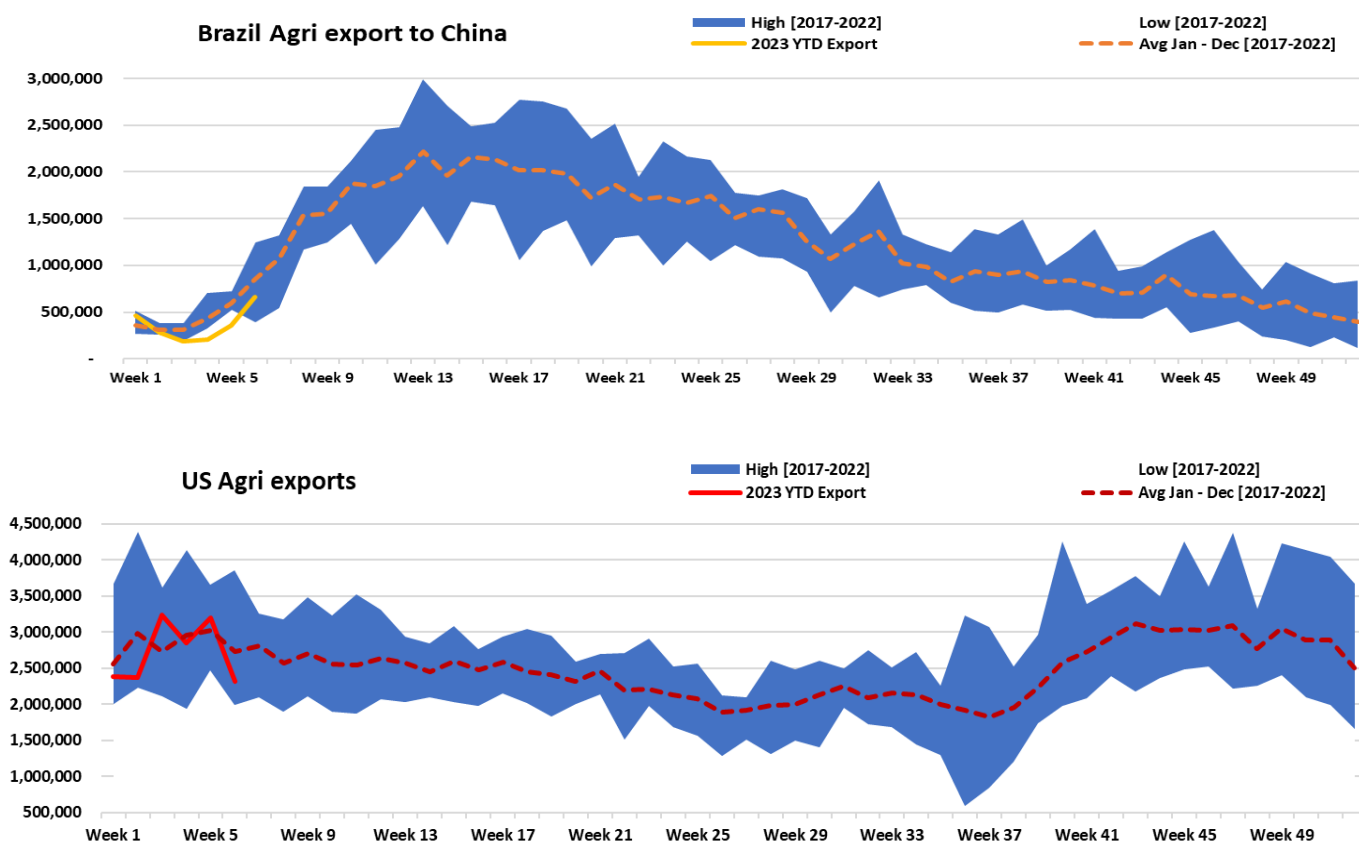 Brazil Agri export to China
High [2017-2022]
Low [2017-2022]
2023 YTD Export
Avg Jan - Dec [2017-2022]
3,000,000
2,500,000
2,000,000
1,500,000
1,000,000
500,000
-
Week 1 Week 5 Week 9 Week 13 Week 17 Week 21 Week 25 Week 29 Week 33 Week 37 Week 41 Week 45 Week 49
US Agri exports
High [2017-2022]
Low [2017-2022]
2023 YTD Export
Avg Jan - Dec [2017-2022]
4,500,000
4,000,000
3,500,000
3,000,000
2,500,000
2,000,000
1,500,000
1,000,000
500,000
Week 1 Week 5 Week 9 Week 13 Week 17 Week 21 Week 25 Week 29 Week 33 Week 37 Week 41 Week 45 Week 49